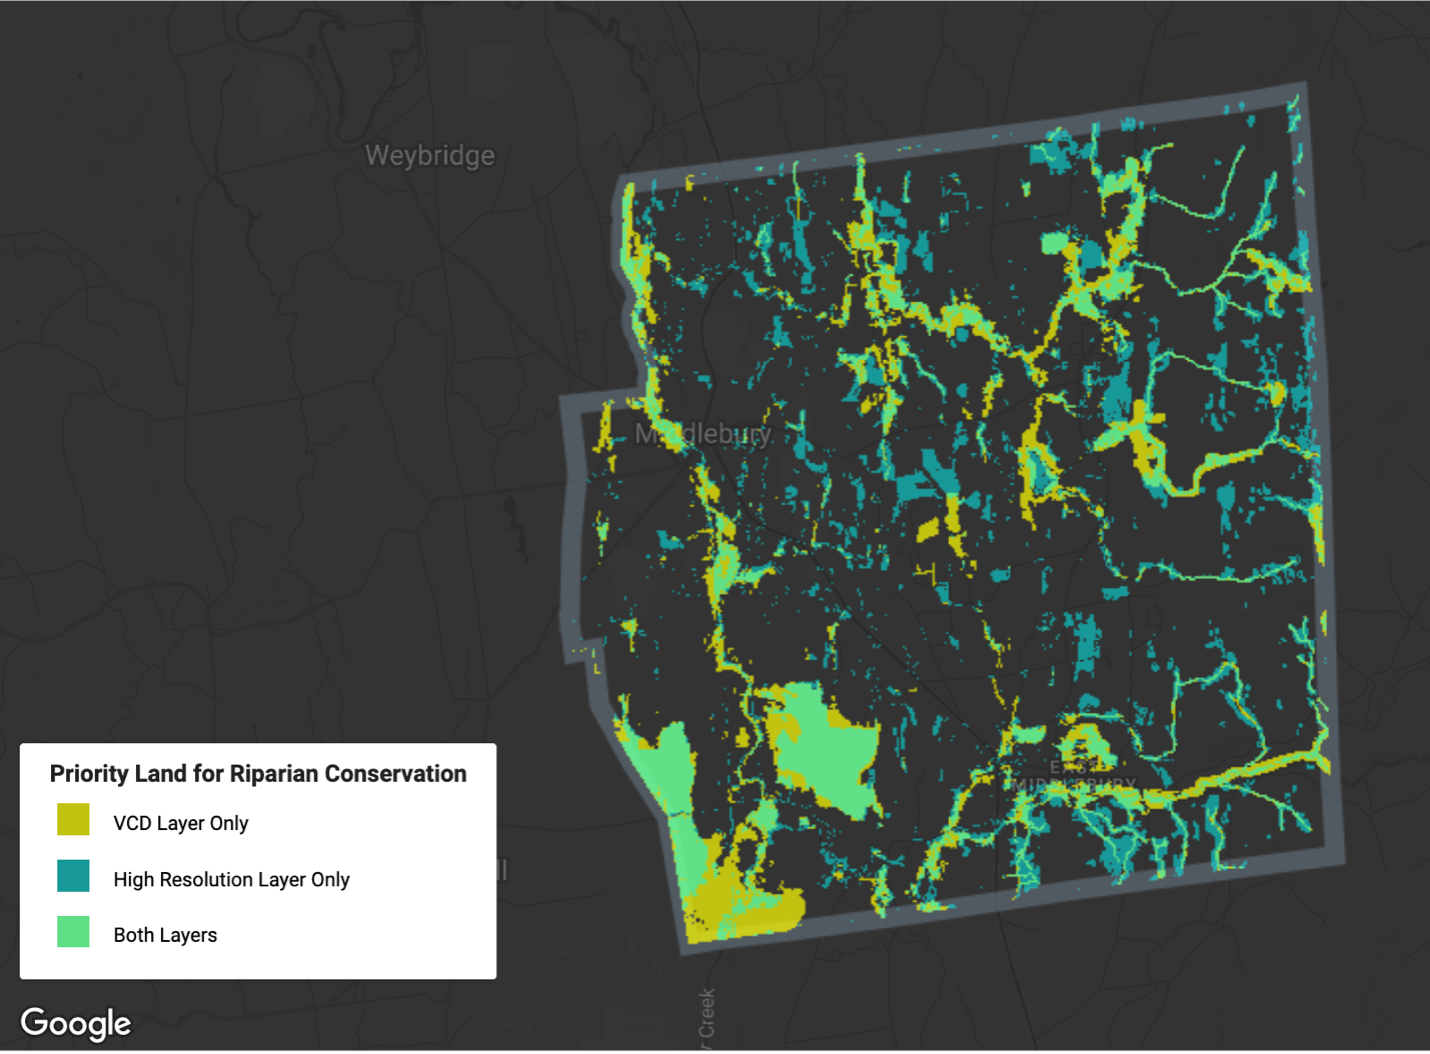 Weybridge
Middlebury
EAST
MIDDLEBURY
Priority Land for Riparian Conservation
VCD Layer Only
High Resolution Layer Only
Both Layers
ll
Google
r Creek